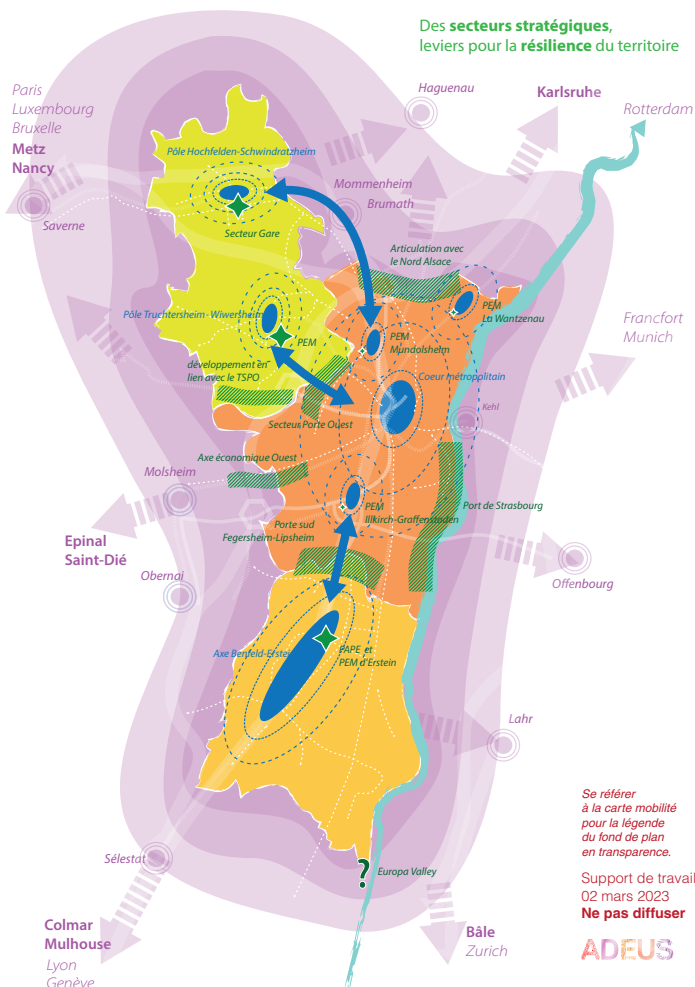 Des secteurs stratégiques,
leviers pour la résilience du territoire
Paris
Luxembourg
Bruxelle
Metz
Nancy
Saverne
Haguenau
Karlsruhe
Rotterdam
Pôle Hochfelden-Schwindratzheim
Mommenheim
Brumath
Secteur Gare
Articulation avec
le Nord Alsace
PEM
La Wantzenau
Pôle Truchtersheim-Wiwersheim
PEM
PEM
Mundolsheim
Francfort
Munich
développement en
lien avec le TSPO
Coeur métropolitain
Kehl
Secteur Porte Ouest
Axe économique Ouest
Molsheim
PEM
Illkirch-Graffenstaden
Port de Strasbourg
Porte sud
Fegersheim-Lipsheim
Epinal
Saint-Dié
Obernai
Offenbourg
Axe Benfeld-Erstein
PAPE et
PEM d'Erstein
Lahr
Se référer
à la carte mobilité
pour la légende
du fond de plan
en transparence.
Sélestat
?
Europa Valley
Support de travail
02 mars 2023
Ne pas diffuser
Colmar
Mulhouse
Lyon
Genève
Bâle
Zurich
ADEUS